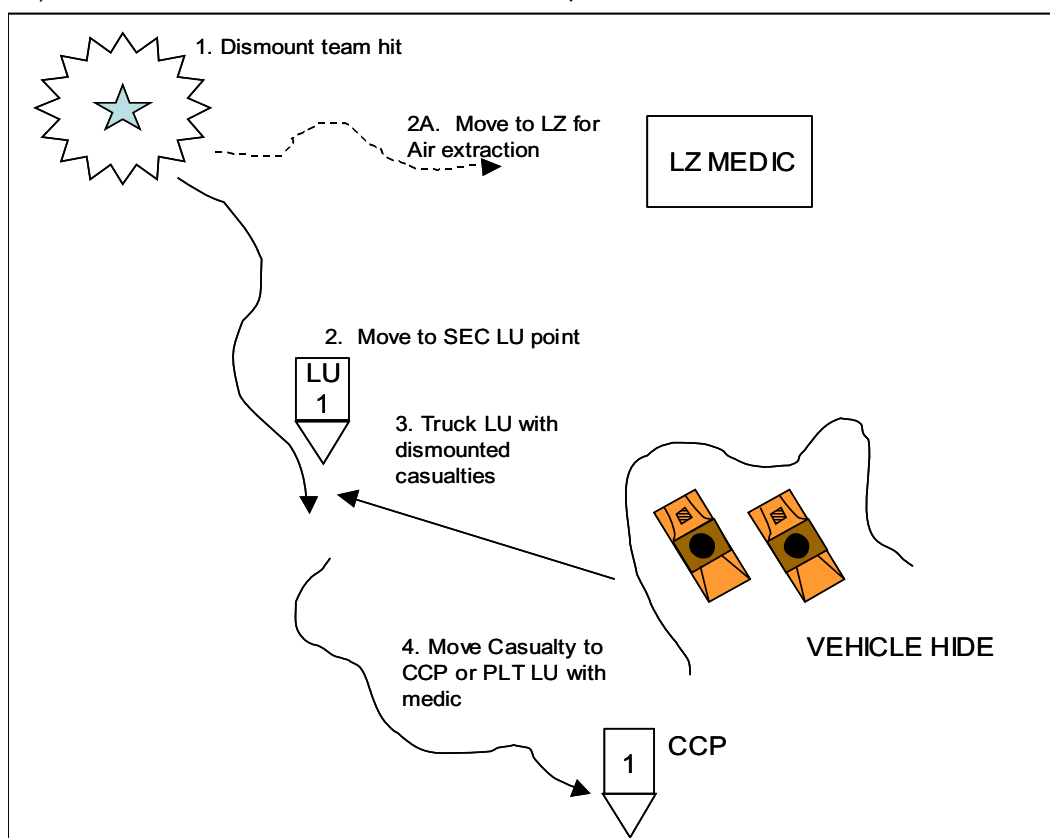 1. Dismount team hit
2A. Move to LZ for
Air extraction
LZ MEDIC
2. Move to SEC LU point
LU
1
3. Truck LU with
dismounted
casualties
4. Move Casualty to
CCP or PLT LU with
medic
VEHICLE HIDE
1
CCP